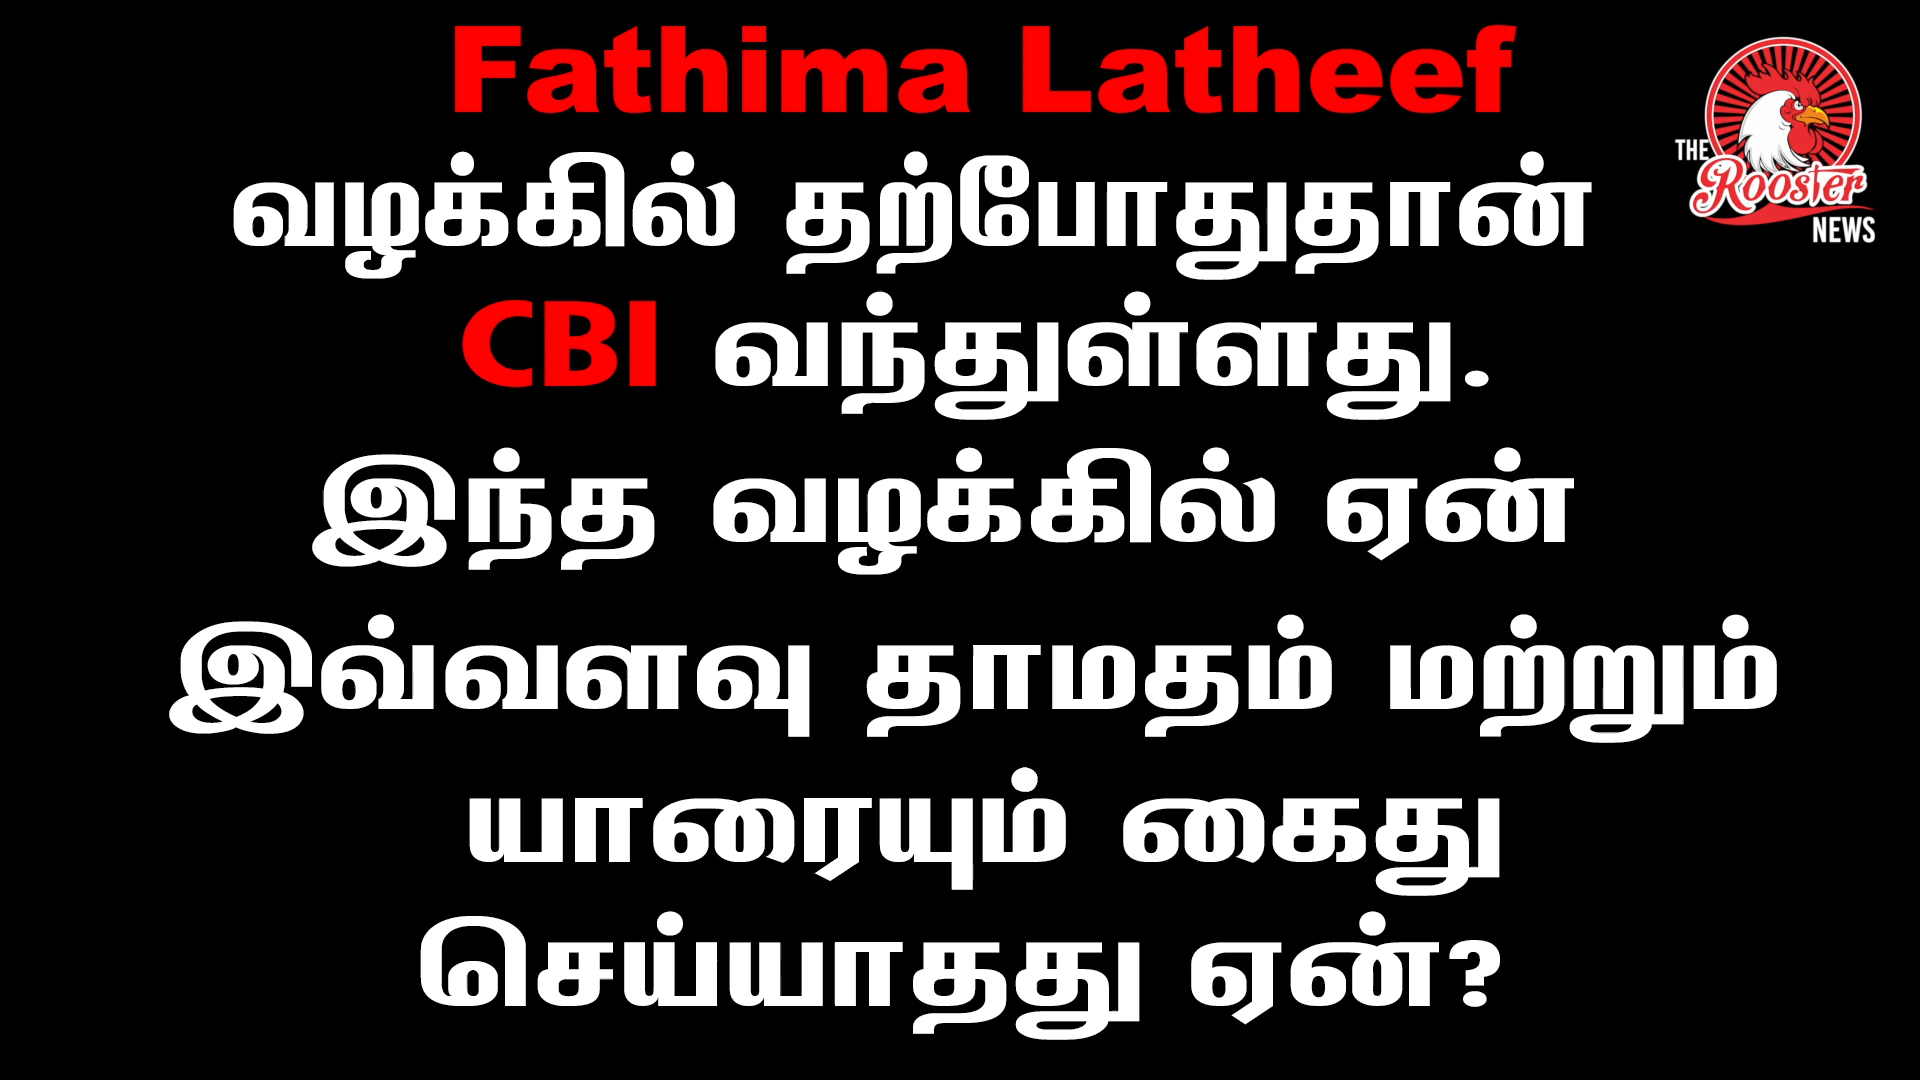 Fathima Latheef
வழக்கில் தற்போதுதான்
CBI வந்துள்ளது.
இந்த வழக்கில் ஏன்
இவ்வளவு தாமதம் மற்றும்
யாரையும் கைது
செய்யாதது ஏன்?
THE
Rooster
NEWS